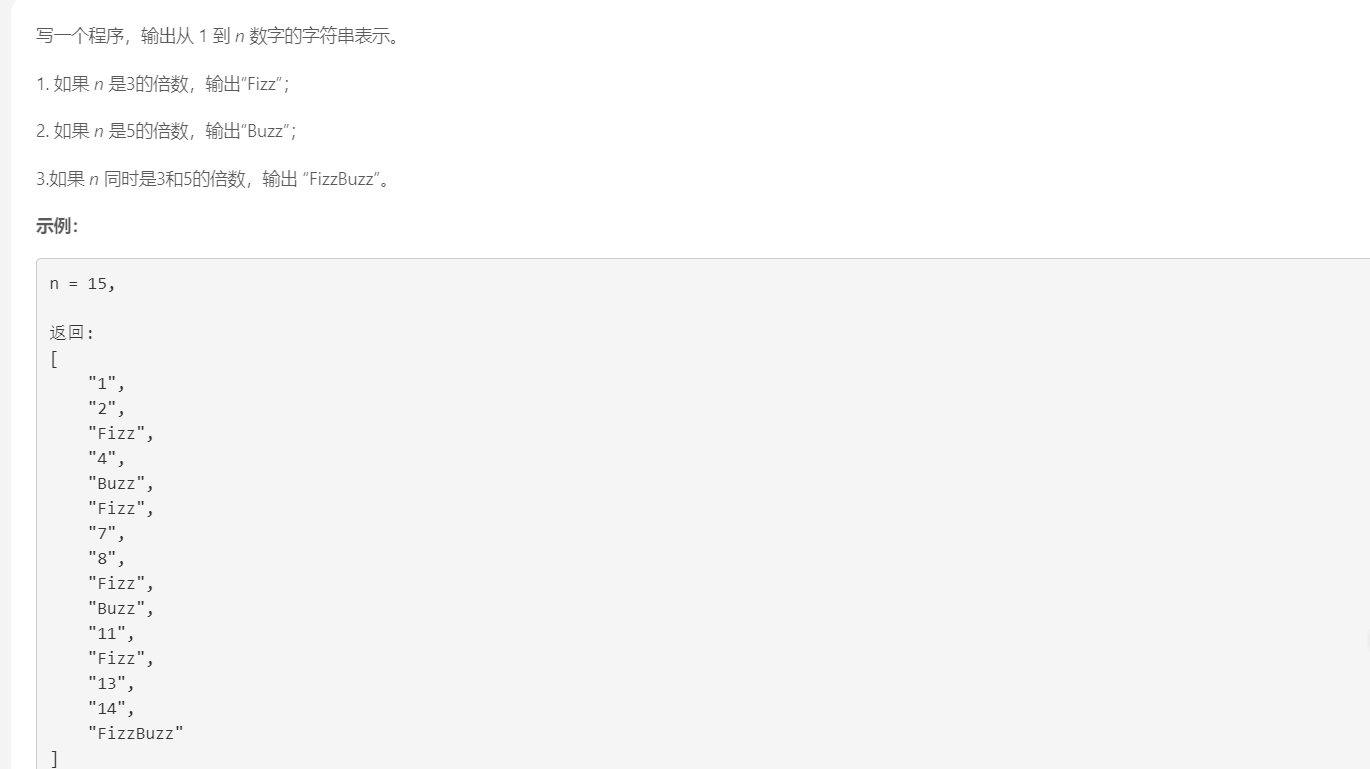 写一个程序，输出从 1 到 n 数字的字符串表示。
1. 如果 n 是3的倍数，输出“Fizz”；
2. 如果 n 是5的倍数，输出“Buzz”；
3.如果 n 同时是3和5的倍数，输出 “FizzBuzz”。
示例：
n = 15,
返回:
[
    "1",
    "2",
    "Fizz",
    "4",
    "Buzz",
    "Fizz",
    "7",
    "8",
    "Fizz",
    "Buzz",
    "11",
    "Fizz",
    "13",
    "14",
    "FizzBuzz"
]